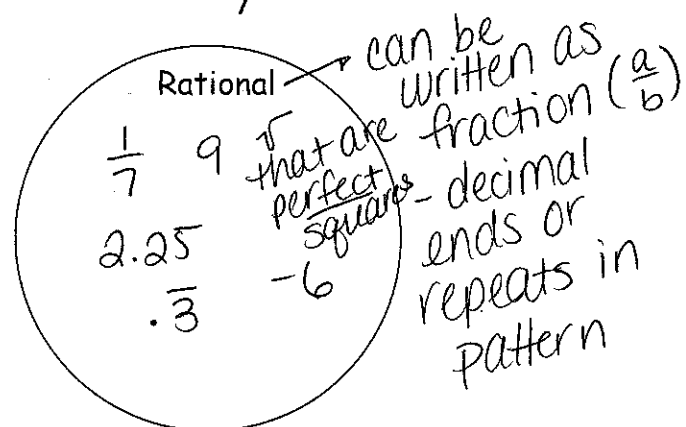 Rational
can be
written as
fraction (a/b)
- decimal
ends or
repeats in
pattern
1/7 9 √
that are
perfect
squares
2.25
.3̅ -6